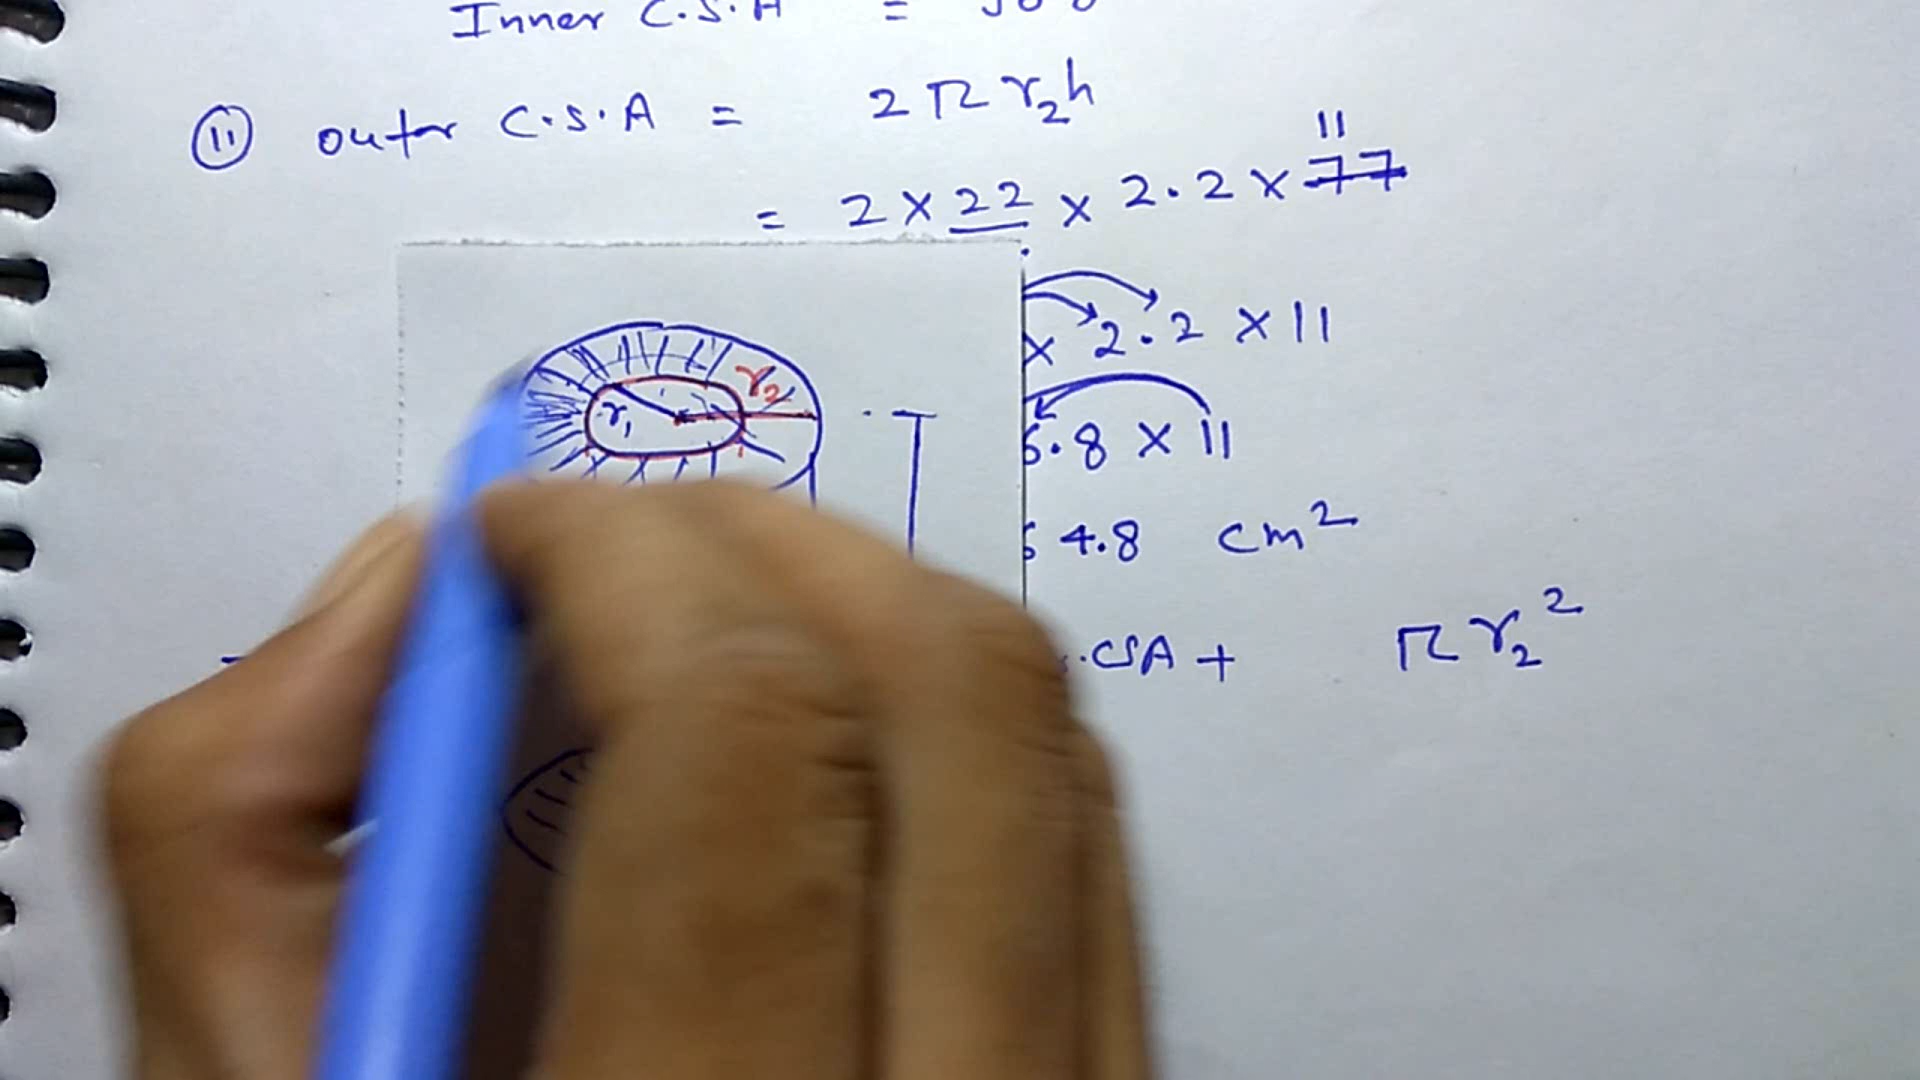 Inner C.S.A =
11 outer C.S.A = 2πr₂h
= 2 × 22 × 2.2 × 77
11
× 2.2 × 11
r₂
r₁
.8 × 11
4.8 cm²
.CSA + πr₂²